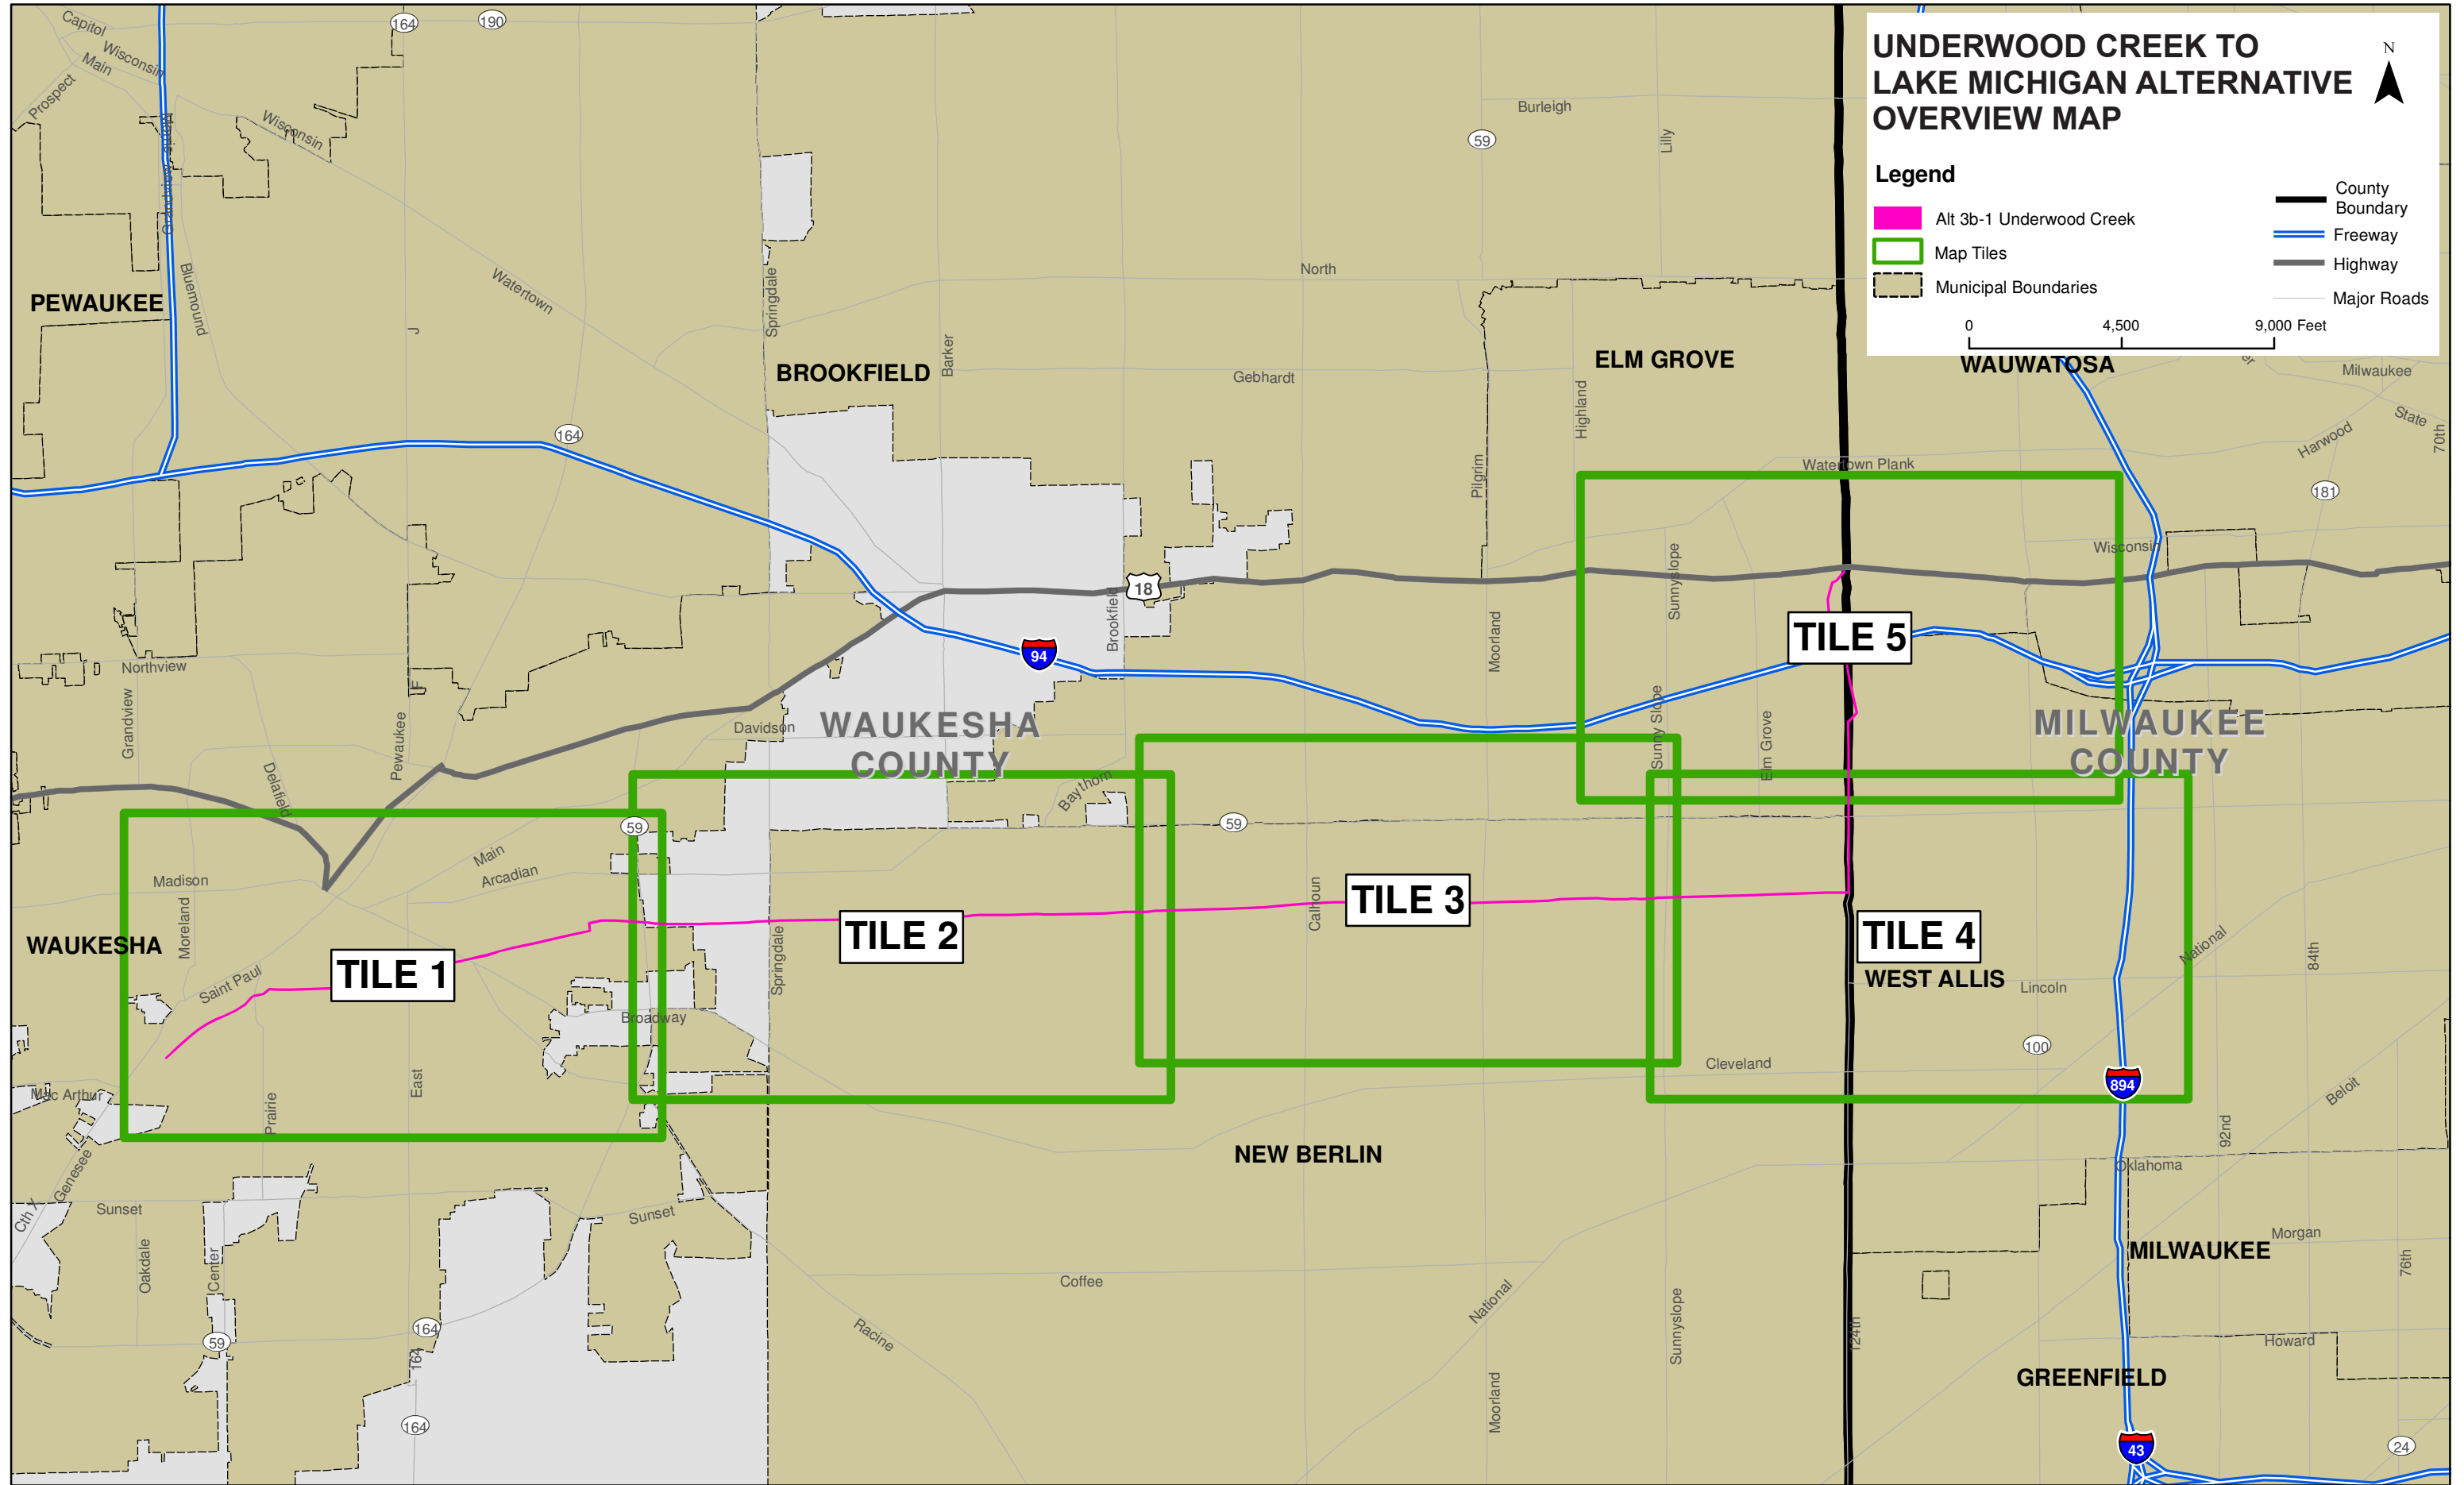 UNDERWOOD CREEK TO
LAKE MICHIGAN ALTERNATIVE
OVERVIEW MAP
N
Legend
Alt 3b-1 Underwood Creek
Map Tiles
Municipal Boundaries
County
Boundary
Freeway
Highway
Major Roads
0
4,500
9,000 Feet
Capitol
Wisconsin
Main
Prospect
164
190
Wisconsin
Burleigh
59
Lilly
Bluemound
PEWAUKEE
Watertown
J
Springdale
North
BROOKFIELD
Barker
Gebhardt
ELM GROVE
Highland
WAUWATOSA
Milwaukee
State
Harwood
70th
164
Pilgrim
Watertown Plank
181
Wisconsin
18
Brookfield
Sunnyslope
Moorland
94
TILE 5
Northview
Grandview
F
Pewaukee
Davidson
WAUKESHA
COUNTY
Sunny Slope
Elm Grove
MILWAUKEE
COUNTY
Delafield
Baythorn
59
59
Main
Arcadian
Madison
Moreland
WAUKESHA
Saint Paul
TILE 1
TILE 2
Springdale
Calhoun
TILE 3
TILE 4
WEST ALLIS
National
84th
Lincoln
Broadway
100
Cleveland
894
Beloit
Mac Arthur
Prairie
East
92nd
Genesee
NEW BERLIN
Oklahoma
Cth X
Sunset
Sunset
Oakdale
Center
Coffee
National
Morgan
MILWAUKEE
76th
59
164
164
Racine
Sunnyslope
124th
Howard
GREENFIELD
Moorland
164
43
24